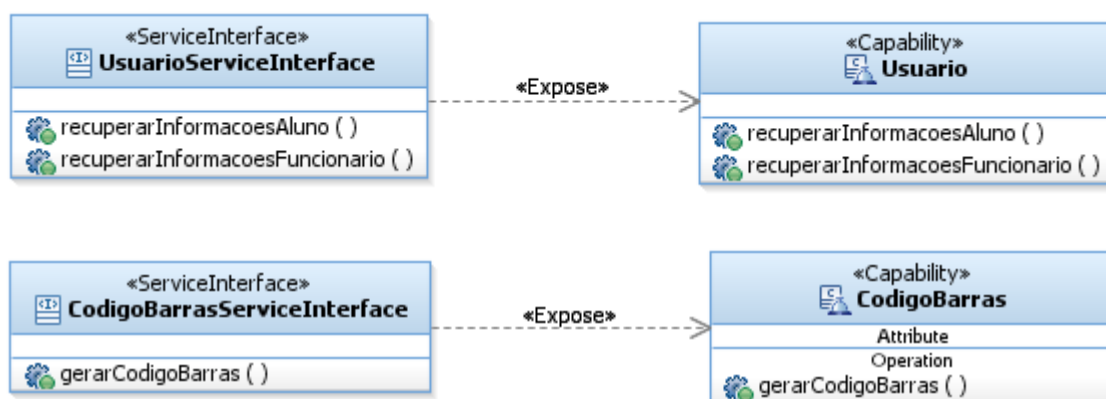 «ServiceInterface»
UsuarioServiceInterface
recuperarInformacoesAluno ( )
recuperarInformacoesFuncionario ( )
«Expose»
«Capability»
Usuario
recuperarInformacoesAluno ( )
recuperarInformacoesFuncionario ( )
«ServiceInterface»
CodigoBarrasServiceInterface
gerarCodigoBarras ( )
«Expose»
«Capability»
CodigoBarras
Attribute
Operation
gerarCodigoBarras ( )